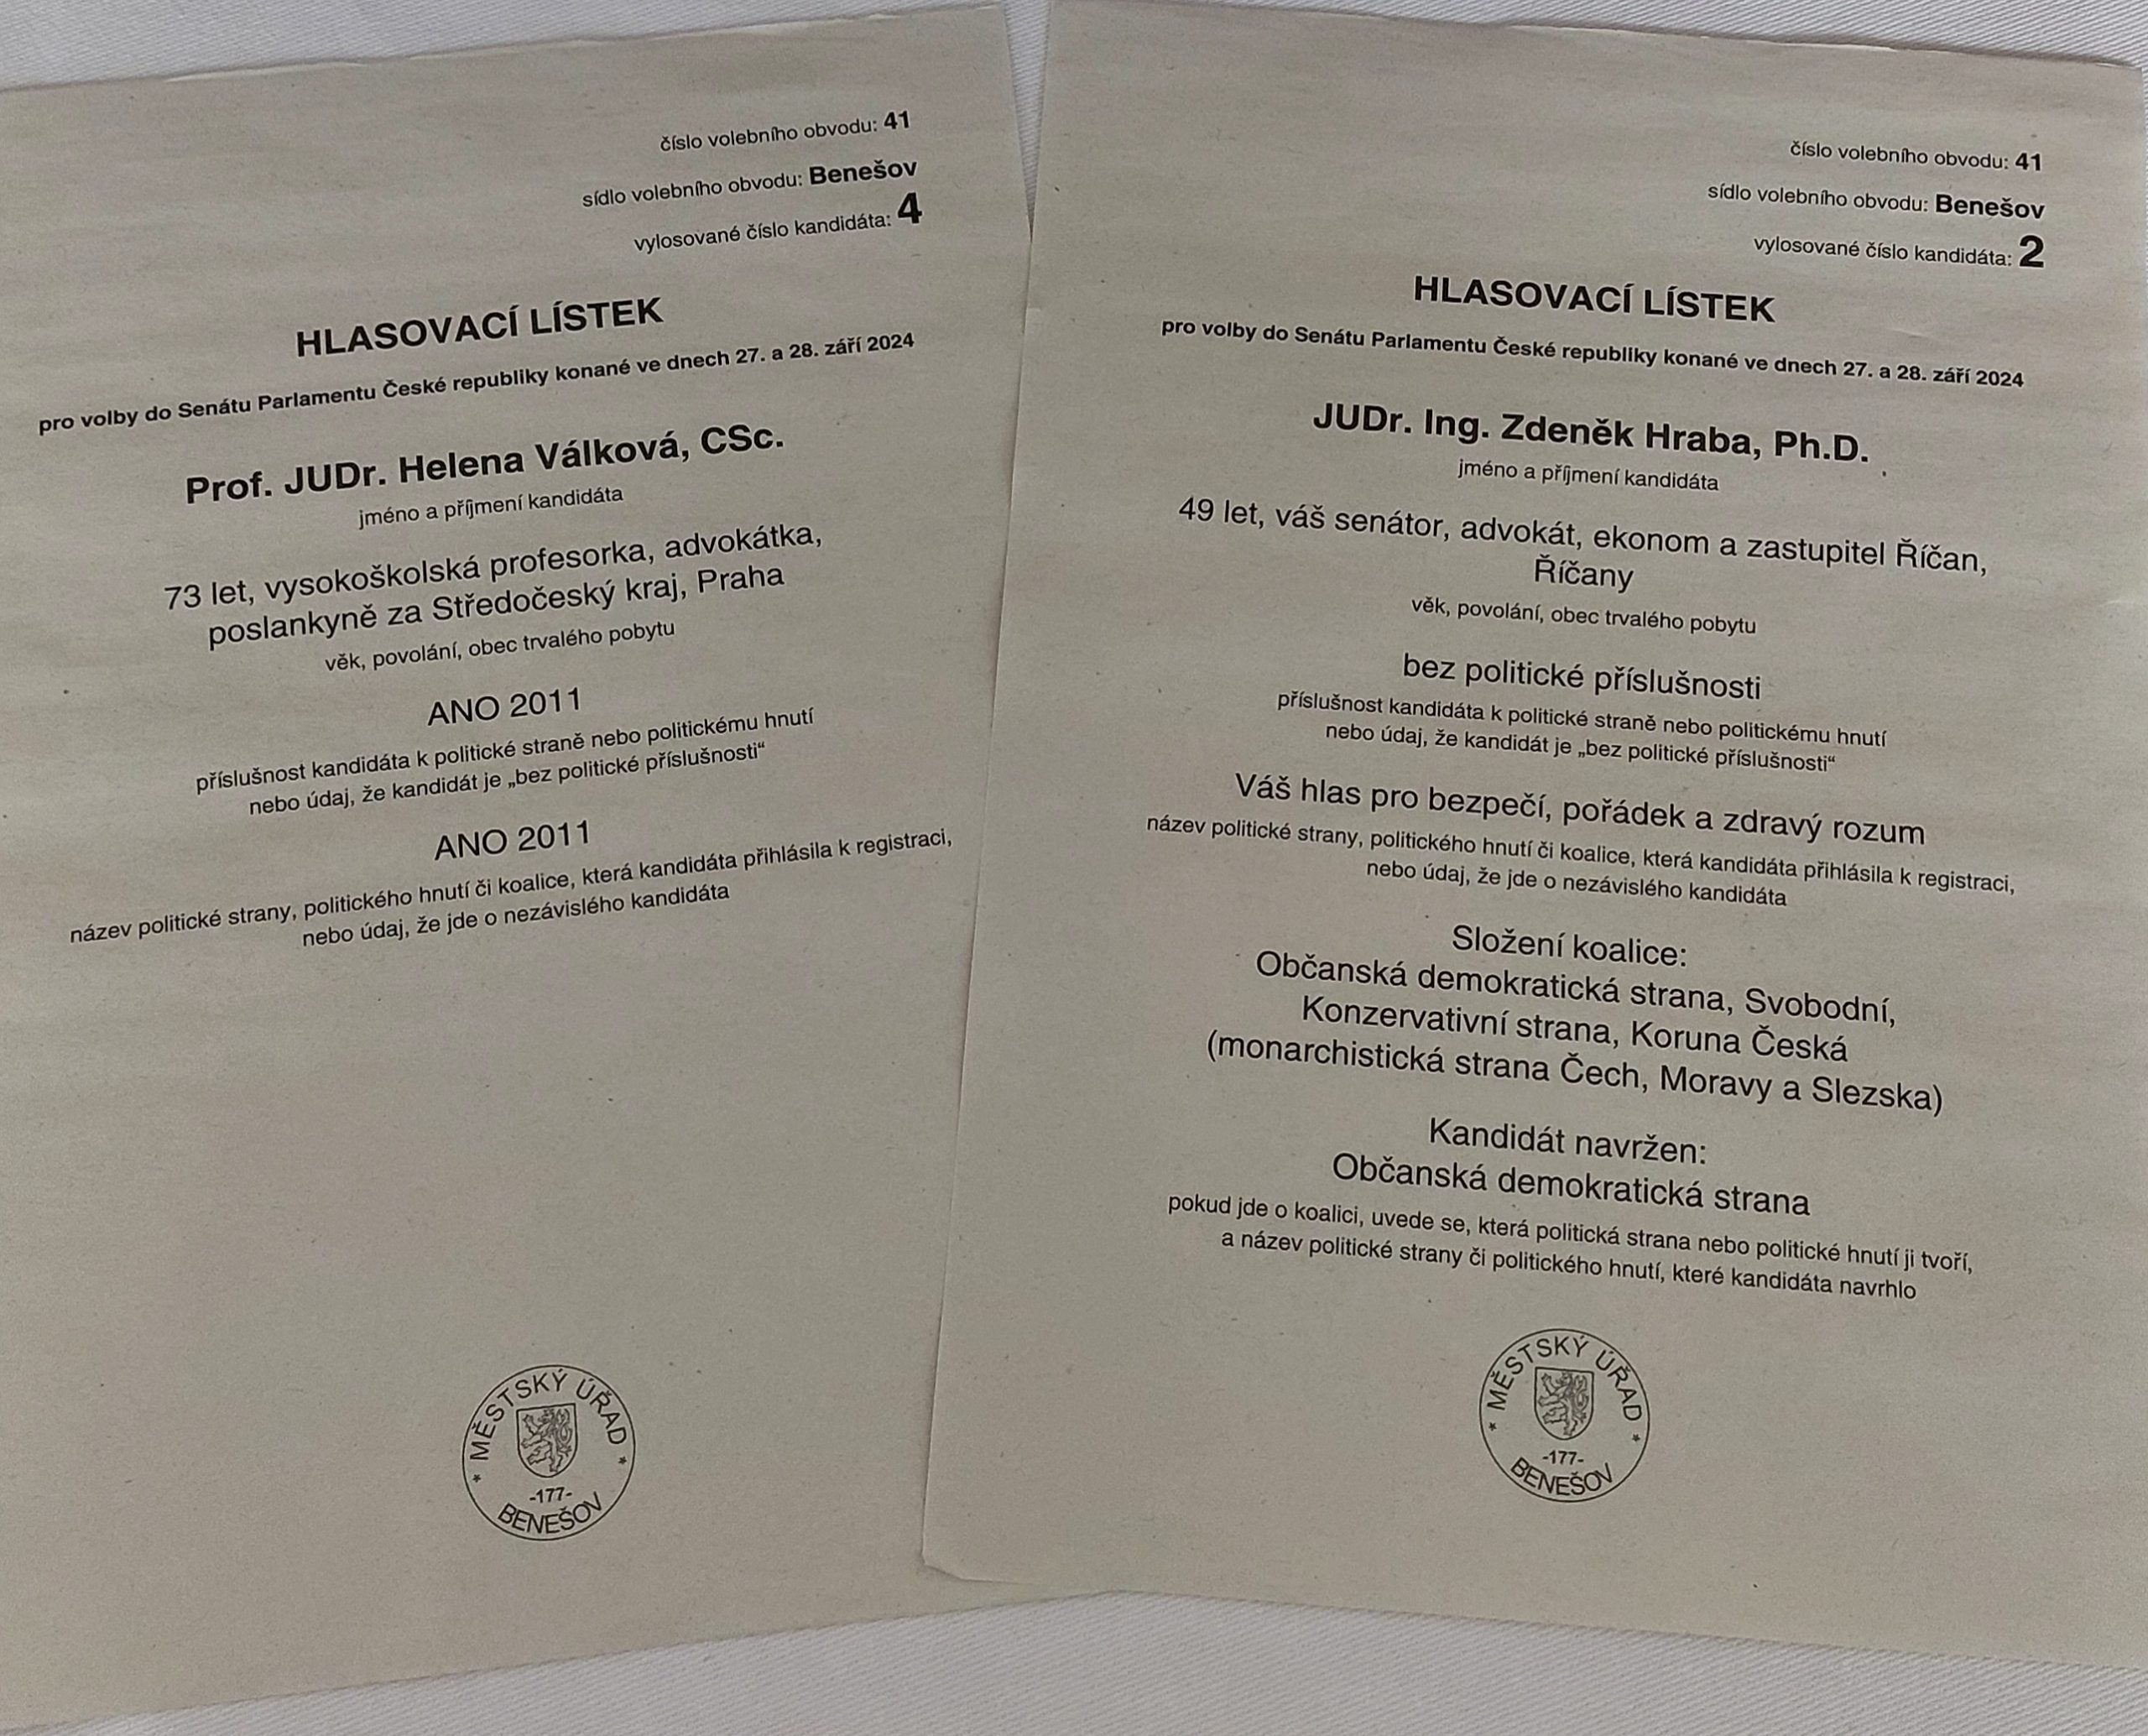 číslo volebního obvodu: 41
sídlo volebního obvodu: Benešov
vylosované číslo kandidáta: 4
HLASOVACÍ LÍSTEK
pro volby do Senátu Parlamentu České republiky konané ve dnech 27. a 28. září 2024
Prof. JUDr. Helena Válková, CSc.
jméno a příjmení kandidáta
73 let, vysokoškolská profesorka, advokátka,
poslankyně za Středočeský kraj, Praha
věk, povolání, obec trvalého pobytu
ANO 2011
příslušnost kandidáta k politické straně nebo politickému hnutí
nebo údaj, že kandidát je „bez politické příslušnosti“
ANO 2011
název politické strany, politického hnutí či koalice, která kandidáta přihlásila k registraci,
nebo údaj, že jde o nezávislého kandidáta
* MĚSTSKÝ ÚŘAD *
-177-
BENEŠOV
číslo volebního obvodu: 41
sídlo volebního obvodu: Benešov
vylosované číslo kandidáta: 2
HLASOVACÍ LÍSTEK
pro volby do Senátu Parlamentu České republiky konané ve dnech 27. a 28. září 2024
JUDr. Ing. Zdeněk Hraba, Ph.D.
jméno a příjmení kandidáta
49 let, váš senátor, advokát, ekonom a zastupitel Říčan,
Říčany
věk, povolání, obec trvalého pobytu
bez politické příslušnosti
příslušnost kandidáta k politické straně nebo politickému hnutí
nebo údaj, že kandidát je „bez politické příslušnosti“
Váš hlas pro bezpečí, pořádek a zdravý rozum
název politické strany, politického hnutí či koalice, která kandidáta přihlásila k registraci,
nebo údaj, že jde o nezávislého kandidáta
Složení koalice:
Občanská demokratická strana, Svobodní,
Konzervativní strana, Koruna Česká
(monarchistická strana Čech, Moravy a Slezska)
Kandidát navržen:
Občanská demokratická strana
pokud jde o koalici, uvede se, která politická strana nebo politické hnutí ji tvoří,
a název politické strany či politického hnutí, které kandidáta navrhlo
* MĚSTSKÝ ÚŘAD *
-177-
BENEŠOV